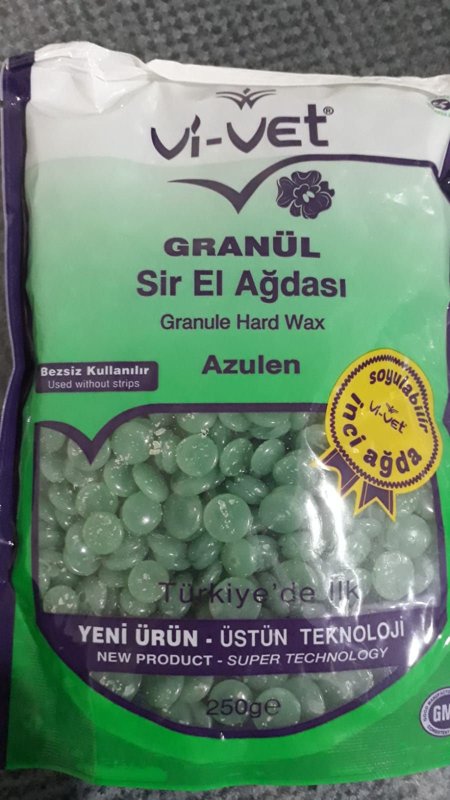 Vi-VET®
GRANÜL
Sir El Ağdası
Granule Hard Wax
Azulen
Bezsiz Kullanılır
Used without strips
soyulabilir
Vi-VET
inci ağda
Türkiye'de ilk
YENİ ÜRÜN - ÜSTÜN TEKNOLOJİ
NEW PRODUCT - SUPER TECHNOLOGY
250g℮